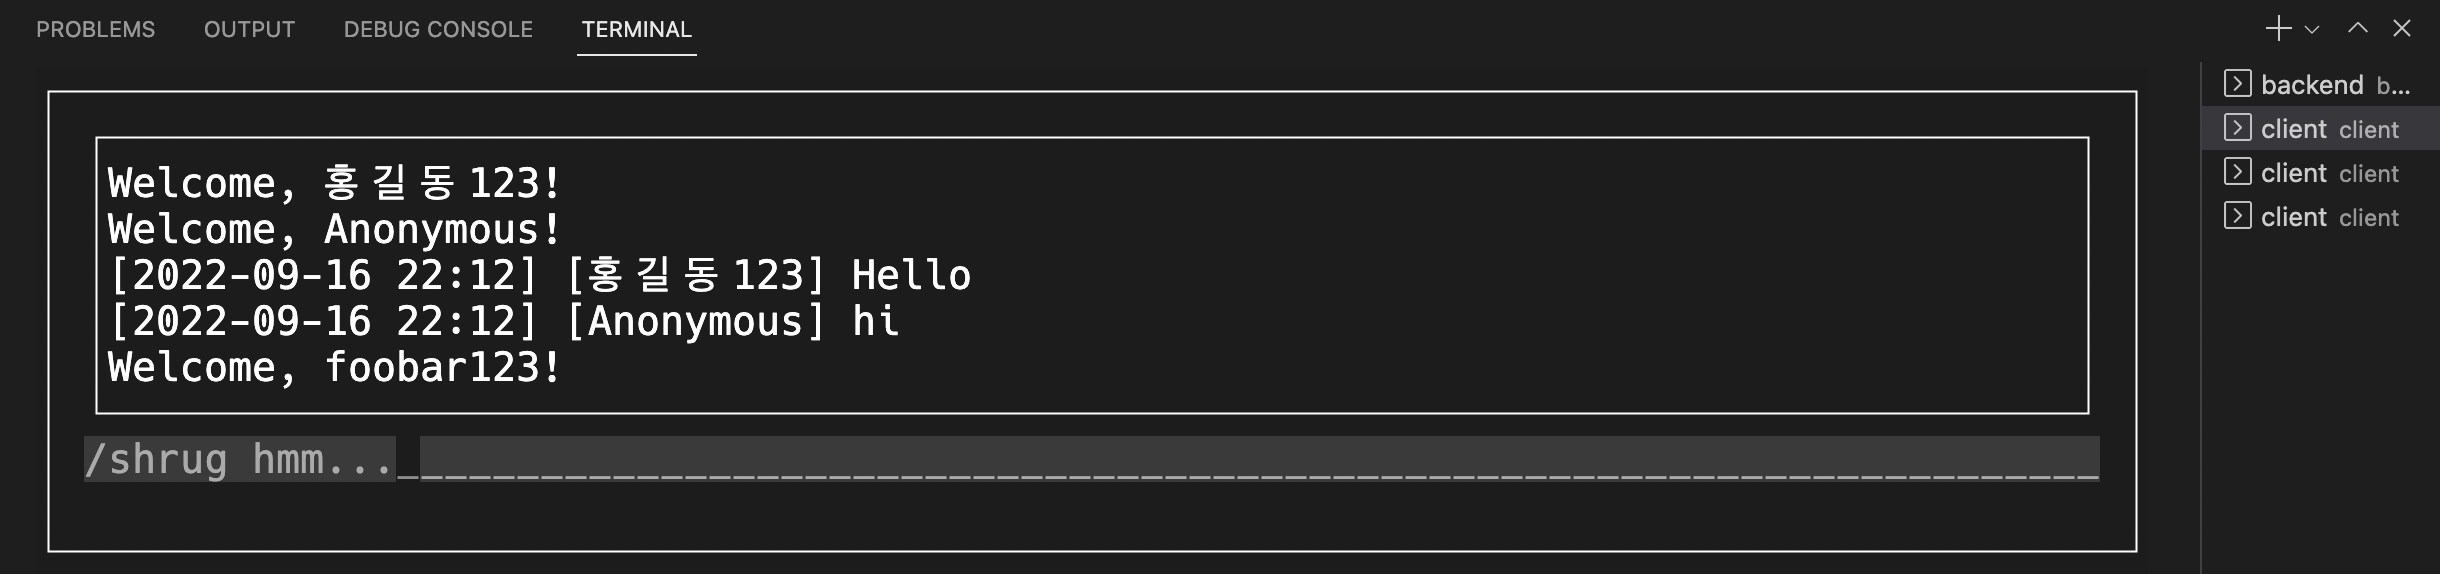 PROBLEMS OUTPUT DEBUG CONSOLE TERMINAL
Welcome, 홍길동123!
Welcome, Anonymous!
[2022-09-16 22:12] [홍길동123] Hello
[2022-09-16 22:12] [Anonymous] hi
Welcome, foobar123!
/shrug hmm...
backend b...
client client
client client
client client